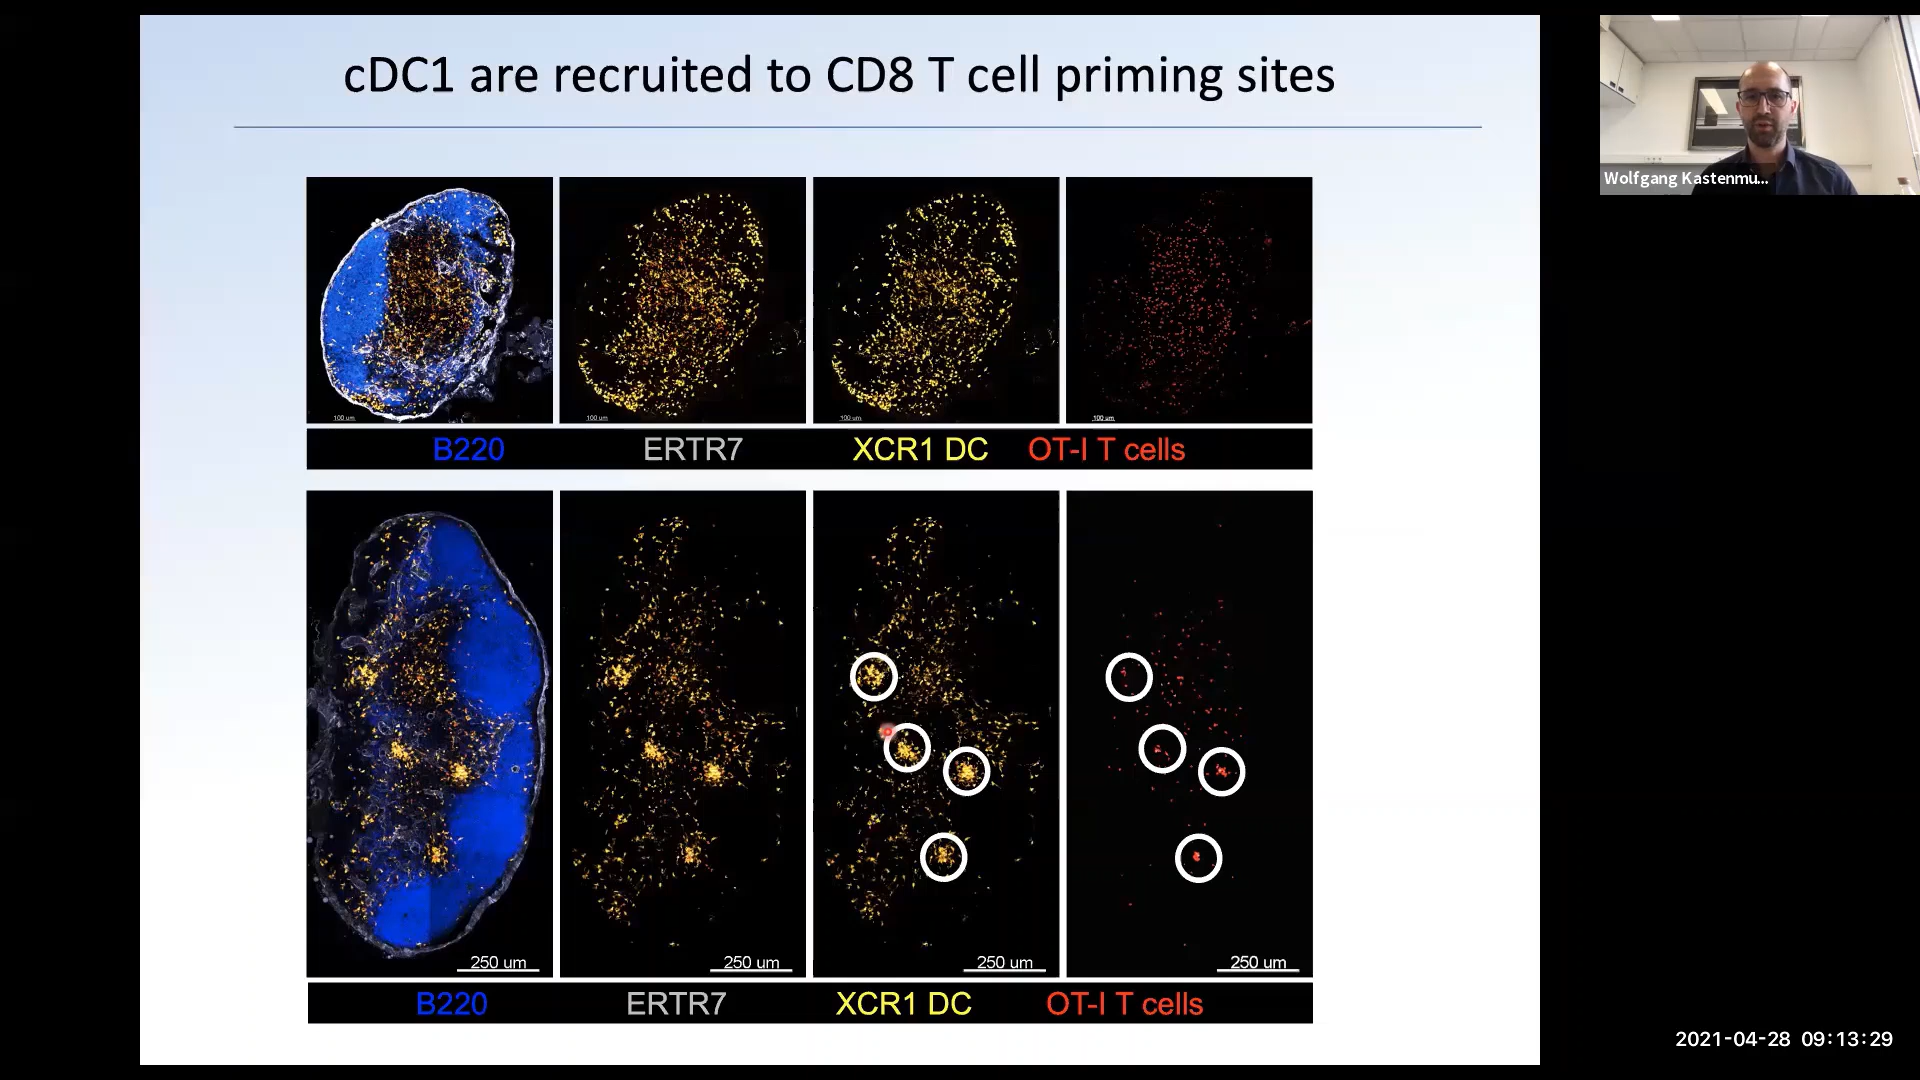 cDC1 are recruited to CD8 T cell priming sites
Wolfgang Kastenmu...
100 um 100 um 100 um 100 um
B220 ERTR7 XCR1 DC OT-I T cells
250 um 250 um 250 um 250 um
B220 ERTR7 XCR1 DC OT-I T cells
2021-04-28 09:13:29